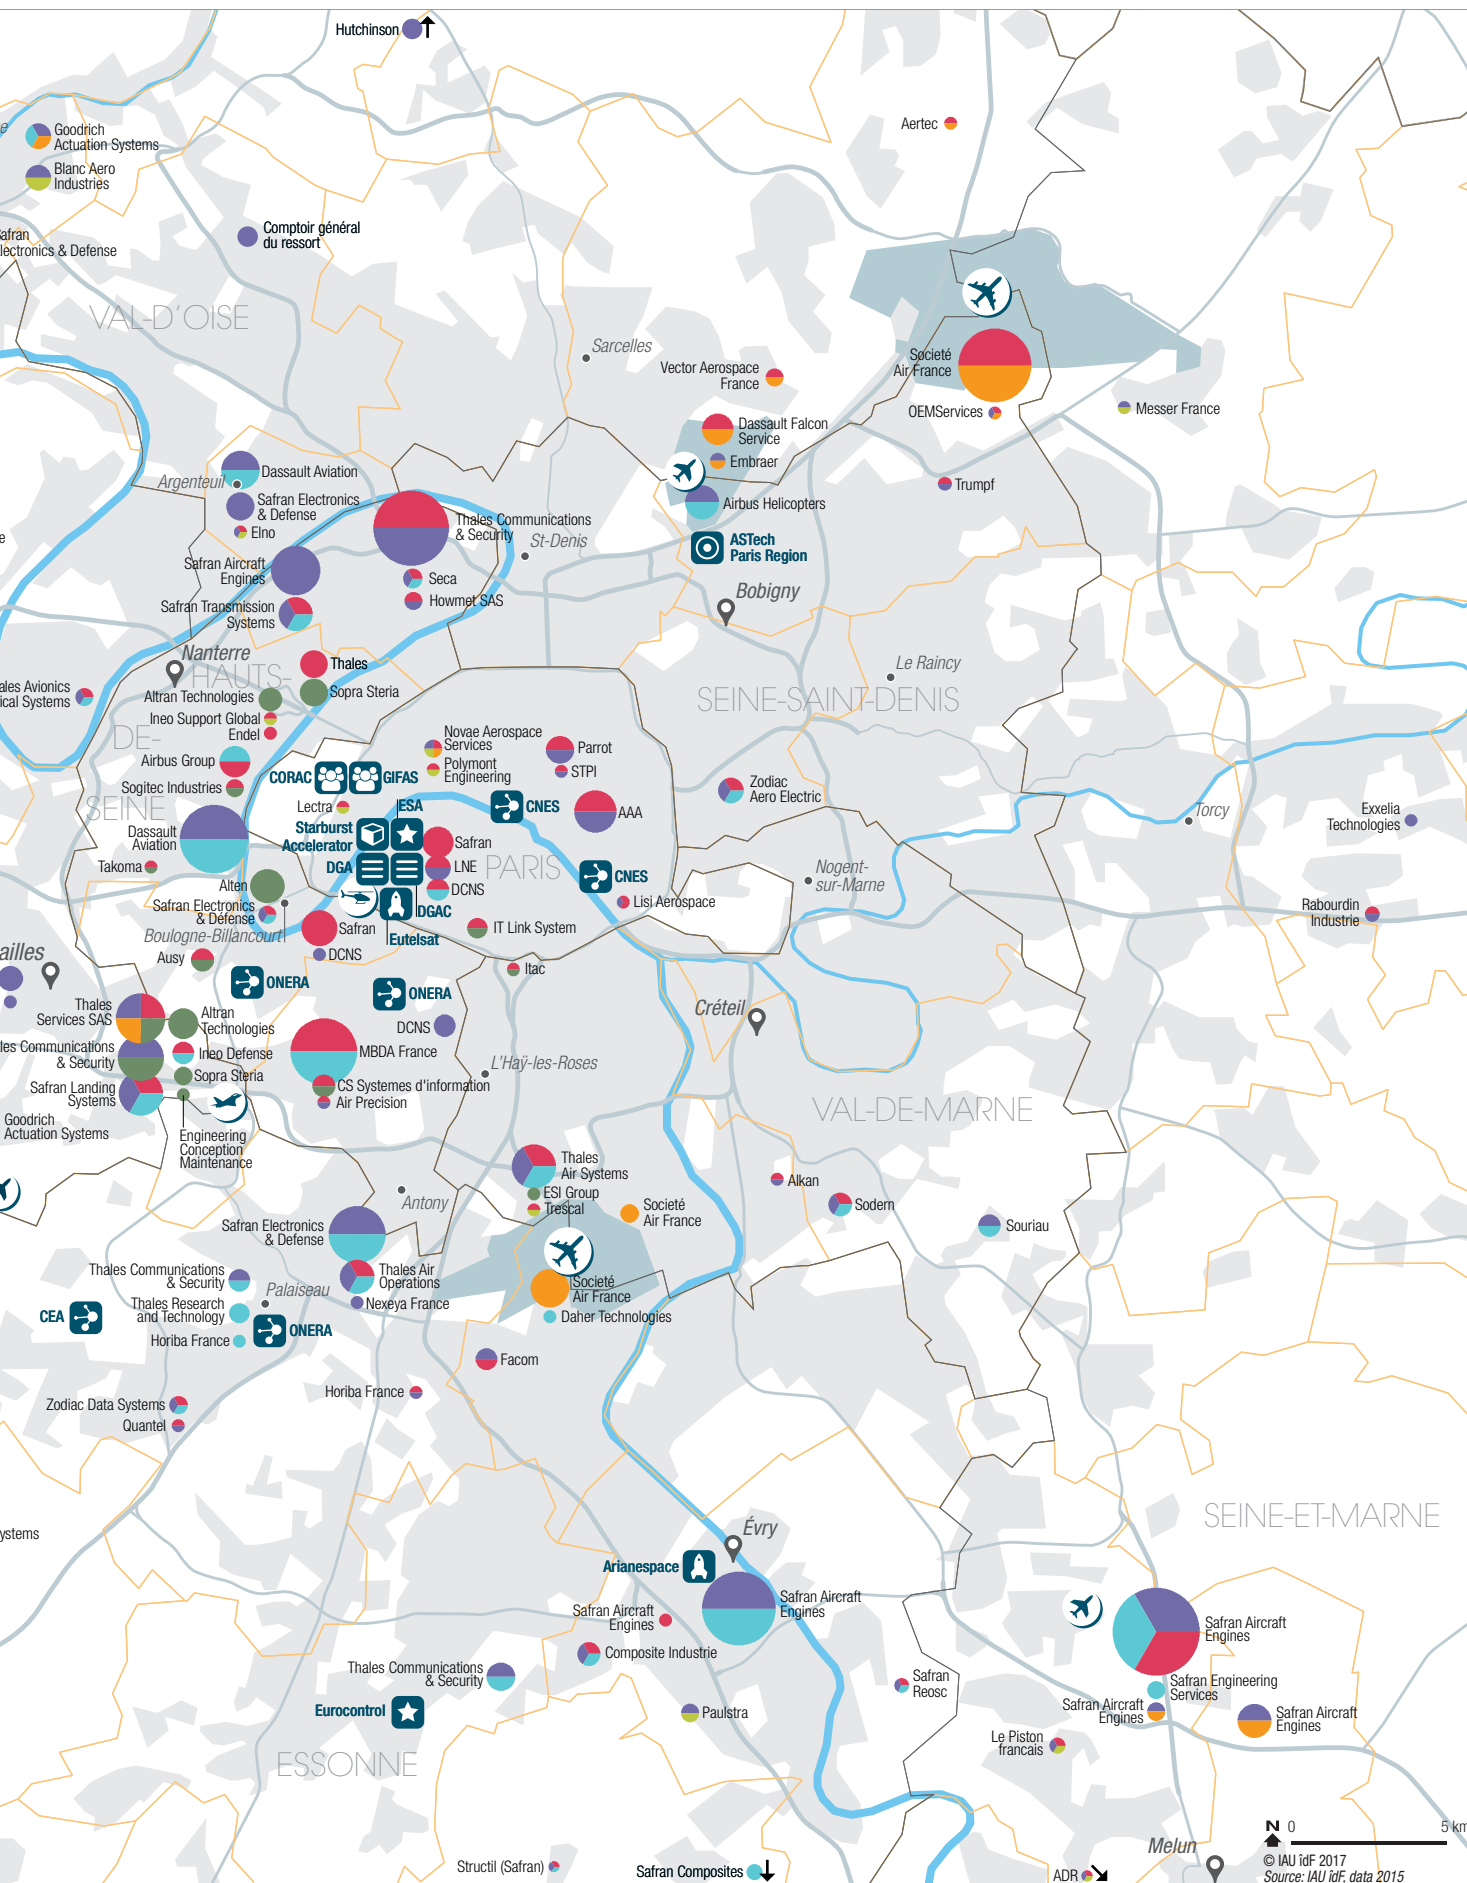 Hutchinson
Goodrich
Actuation Systems
Blanc Aero
Industries
Aertec
Comptoir général
du ressort
afran
lectronics & Defense
VAL-D'OISE
Sarcelles
Vector Aerospace
France
Societé
Air France
OEMServices
Messer France
Dassault Falcon
Service
Embraer
Airbus Helicopters
Trumpf
ASTech
Paris Region
Bobigny
Argenteuil
Dassault Aviation
Safran Electronics
& Defense
Elno
Thales Communications
& Security
St-Denis
Safran Aircraft
Engines
Seca
Howmet SAS
Safran Transmission
Systems
Nanterre
HAUTS-
DE-
SEINE
Thales
Sopra Steria
Altran Technologies
ales Avionics
ical Systems
Ineo Support Global
Endel
Airbus Group
Sogitec Industries
Le Raincy
SEINE-SAINT-DENIS
Novae Aerospace
Services
Polymont
Engineering
Parrot
STPI
CORAC
GIFAS
Lectra
ESA
CNES
AAA
Zodiac
Aero Electric
Torcy
Exxelia
Technologies
Dassault
Aviation
Starburst
Accelerator
Safran
DGA
LNE
PARIS
DCNS
CNES
Takoma
Alten
Safran Electronics
& Défense
DGAC
Lisi Aerospace
Nogent-
sur-Marne
Rabourdin
Industrie
Boulogne-Billancourt
Safran
DCNS
Eutelsat
IT Link System
Ausy
Itac
ailles
ONERA
ONERA
Thales
Services SAS
Altran
Technologies
DCNS
Créteil
les Communications
& Security
Ineo Defense
MBDA France
L'Haÿ-les-Roses
Sopra Steria
CS Systemes d'information
Air Precision
Safran Landing
Systems
Goodrich
Actuation Systems
Engineering
Conception
Maintenance
VAL-DE-MARNE
Thales
Air Systems
ESI Group
Trescal
Societé
Air France
Alkan
Sodern
Souriau
Antony
Safran Electronics
& Defense
Thales Air
Operations
Nexeya France
Societé
Air France
Daher Technologies
Thales Communications
& Security
Thales Research
and Technology
Palaiseau
CEA
ONERA
Horiba France
Facom
Horiba France
Zodiac Data Systems
Quantel
ystems
SEINE-ET-MARNE
Évry
Arianespace
Safran Aircraft
Engines
Safran Aircraft
Engines
Composite Industrie
Thales Communications
& Security
Eurocontrol
Paulstra
ESSONNE
Safran
Reosc
Safran Aircraft
Engines
Safran Engineering
Services
Safran Aircraft
Engines
Safran Aircraft
Engines
Le Piston
francais
Melun
Structil (Safran)
Safran Composites
ADR
N 0 5 km
© IAU îdF 2017
Source: IAU îdF, data 2015